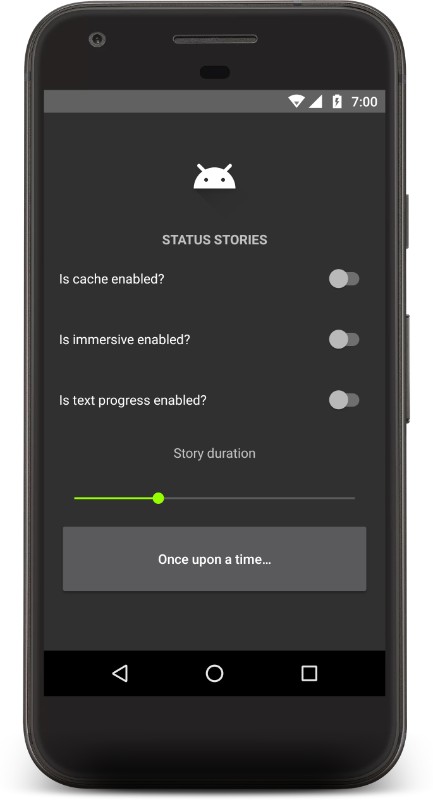 7:00
STATUS STORIES
Is cache enabled?
Is immersive enabled?
Is text progress enabled?
Story duration
Once upon a time…